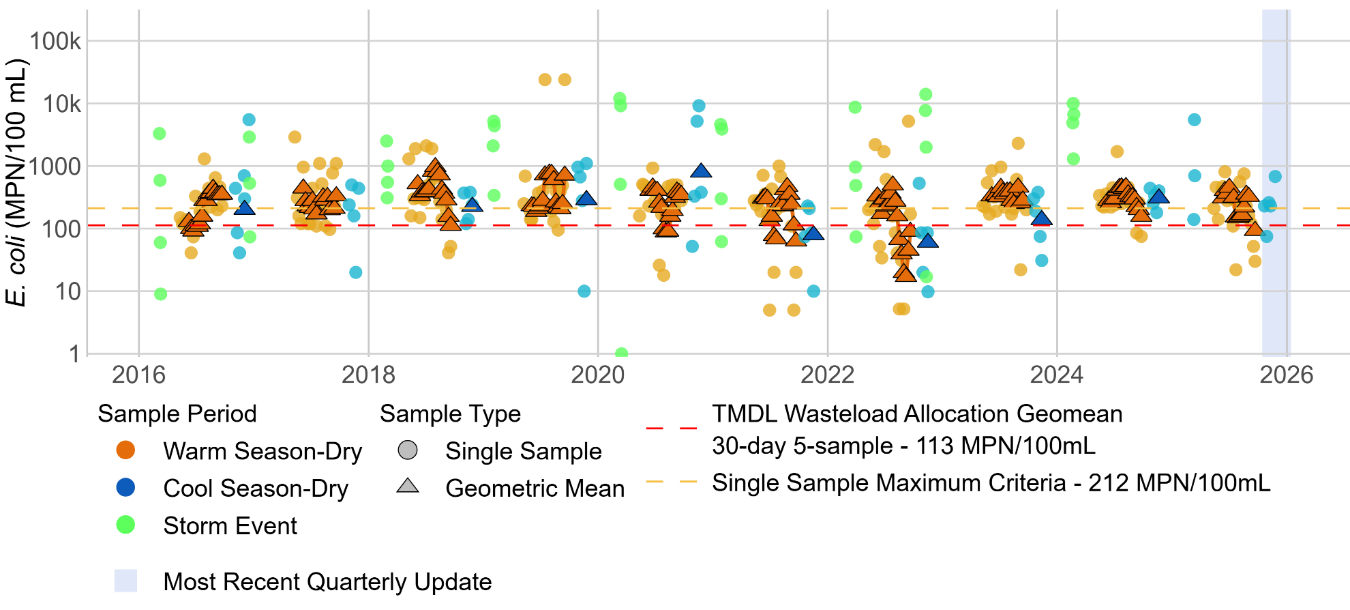 E. coli (MPN/100 mL)
100k
10k
1000
100
10
1
2016 2018 2020 2022 2024 2026
Sample Period
Warm Season-Dry
Cool Season-Dry
Storm Event
Most Recent Quarterly Update
Sample Type
Single Sample
Geometric Mean
TMDL Wasteload Allocation Geomean
30-day 5-sample - 113 MPN/100mL
Single Sample Maximum Criteria - 212 MPN/100mL